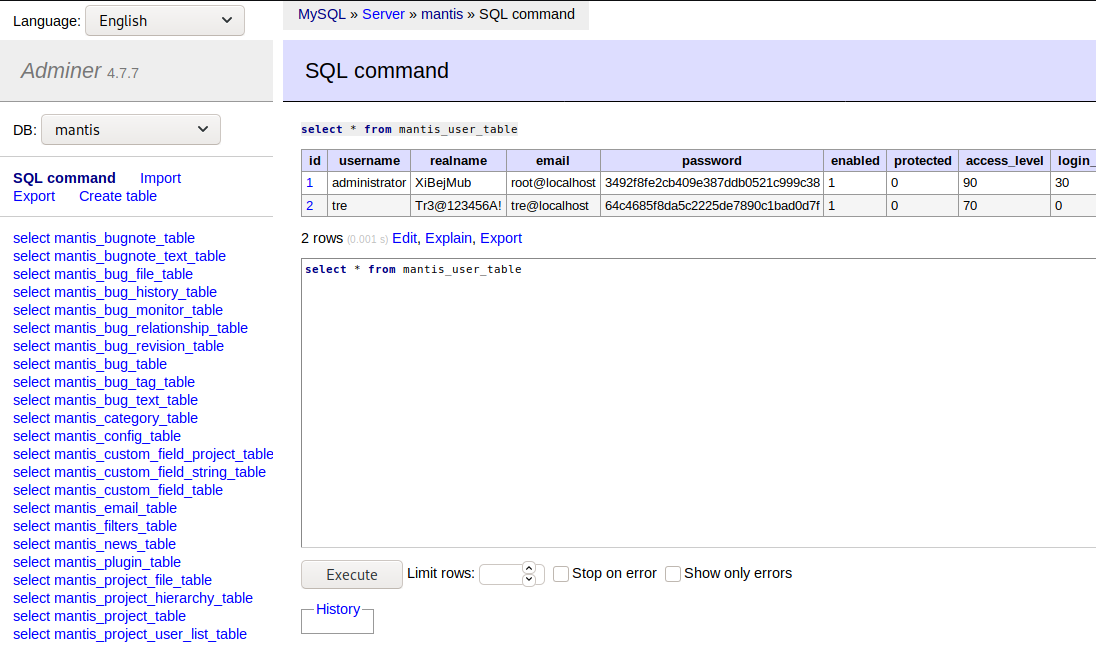 Language: English
MySQL » Server » mantis » SQL command
Adminer 4.7.7
SQL command
DB: mantis
SQL command Import
Export Create table
select mantis_bugnote_table
select mantis_bugnote_text_table
select mantis_bug_file_table
select mantis_bug_history_table
select mantis_bug_monitor_table
select mantis_bug_relationship_table
select mantis_bug_revision_table
select mantis_bug_table
select mantis_bug_tag_table
select mantis_bug_text_table
select mantis_category_table
select mantis_config_table
select mantis_custom_field_project_table
select mantis_custom_field_string_table
select mantis_custom_field_table
select mantis_email_table
select mantis_filters_table
select mantis_news_table
select mantis_plugin_table
select mantis_project_file_table
select mantis_project_hierarchy_table
select mantis_project_table
select mantis_project_user_list_table
select * from mantis_user_table
id username realname email password enabled protected access_level login_
1 administrator XiBejMub root@localhost 3492f8fe2cb409e387ddb0521c999c38 1 0 90 30
2 tre Tr3@123456A! tre@localhost 64c4685f8da5c2225de7890c1bad0d7f 1 0 70 0
2 rows (0.001 s) Edit, Explain, Export
select * from mantis_user_table
Execute Limit rows: Stop on error Show only errors
History